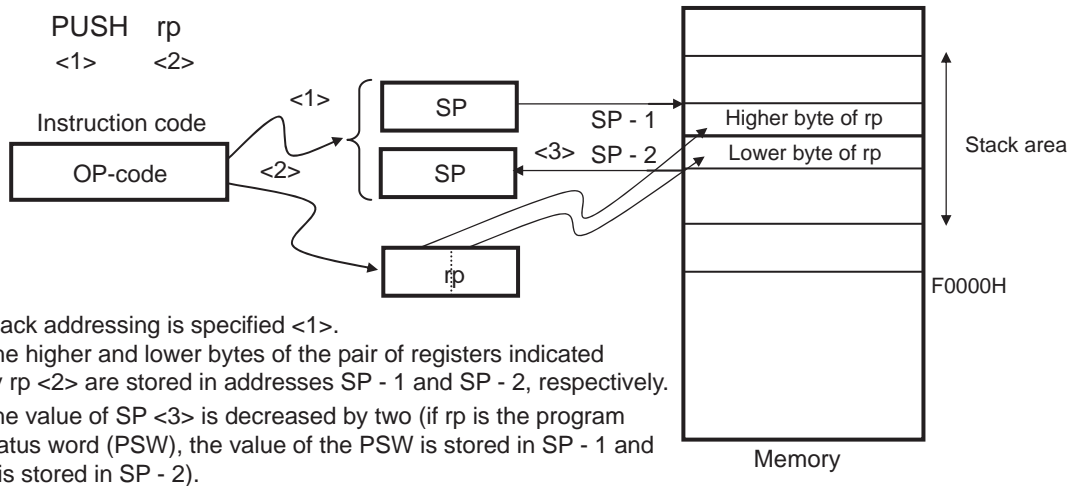 PUSH rp
<1> <2>
Instruction code
OP-code
<1>
<2>
SP
SP
rp
SP - 1
<3> SP - 2
Higher byte of rp
Lower byte of rp
Stack area
F0000H
Memory
ack addressing is specified <1>.
he higher and lower bytes of the pair of registers indicated
y rp <2> are stored in addresses SP - 1 and SP - 2, respectively.
he value of SP <3> is decreased by two (if rp is the program
atus word (PSW), the value of the PSW is stored in SP - 1 and
is stored in SP - 2).